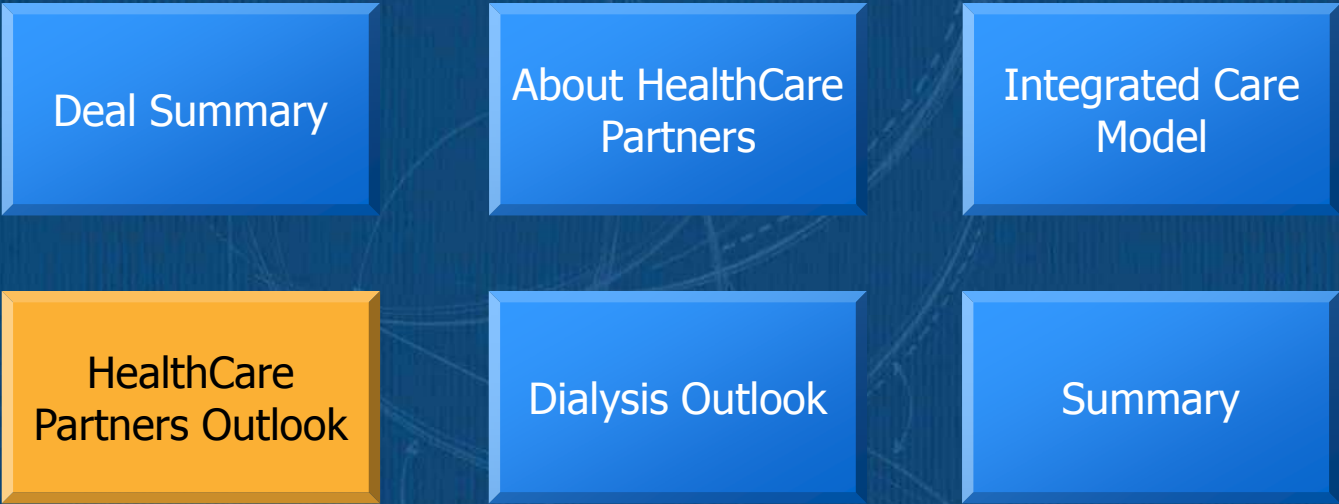 Deal Summary
About HealthCare
Partners
Integrated Care
Model
HealthCare
Partners Outlook
Dialysis Outlook
Summary